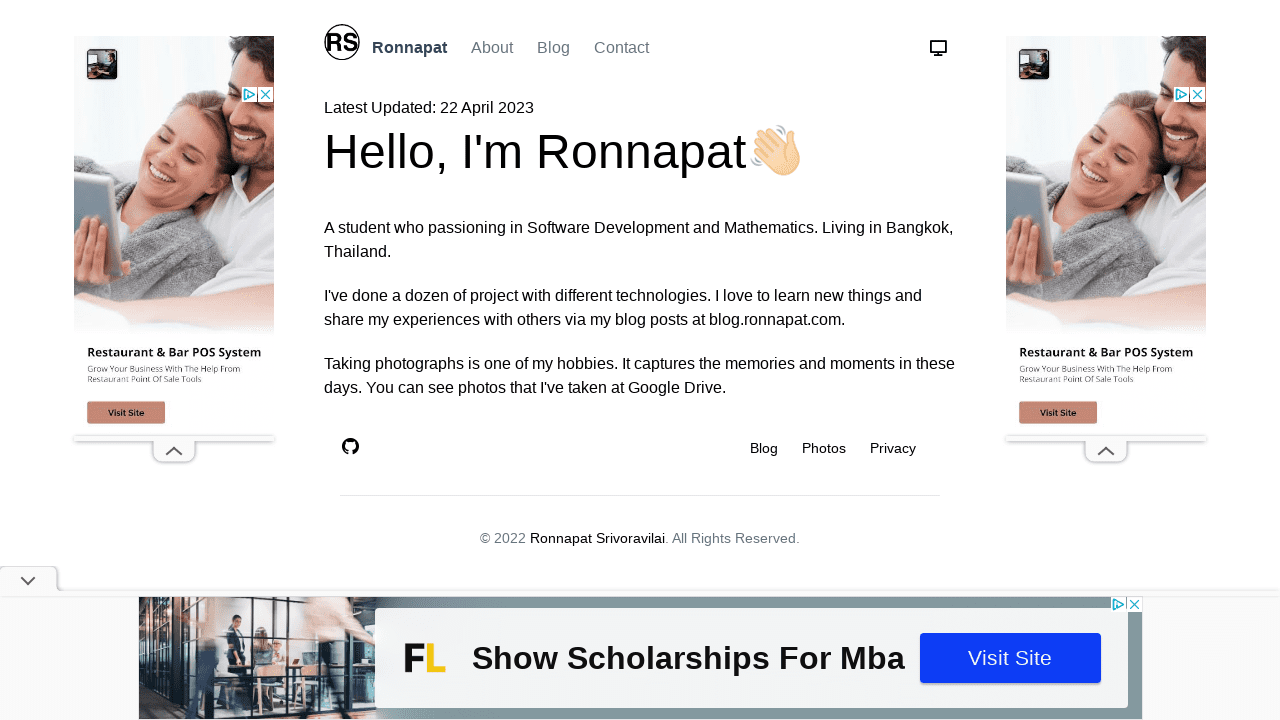 RS Ronnapat About Blog Contact
Latest Updated: 22 April 2023
Hello, I'm Ronnapat👋🏻
A student who passioning in Software Development and Mathematics. Living in Bangkok,
Thailand.
I've done a dozen of project with different technologies. I love to learn new things and
share my experiences with others via my blog posts at blog.ronnapat.com.
Taking photographs is one of my hobbies. It captures the memories and moments in these
days. You can see photos that I've taken at Google Drive.
Blog Photos Privacy
© 2022 Ronnapat Srivoravilai. All Rights Reserved.
Restaurant & Bar POS System
Grow Your Business With The Help From
Restaurant Point Of Sale Tools
Visit Site
Restaurant & Bar POS System
Grow Your Business With The Help From
Restaurant Point Of Sale Tools
Visit Site
FL Show Scholarships For Mba Visit Site